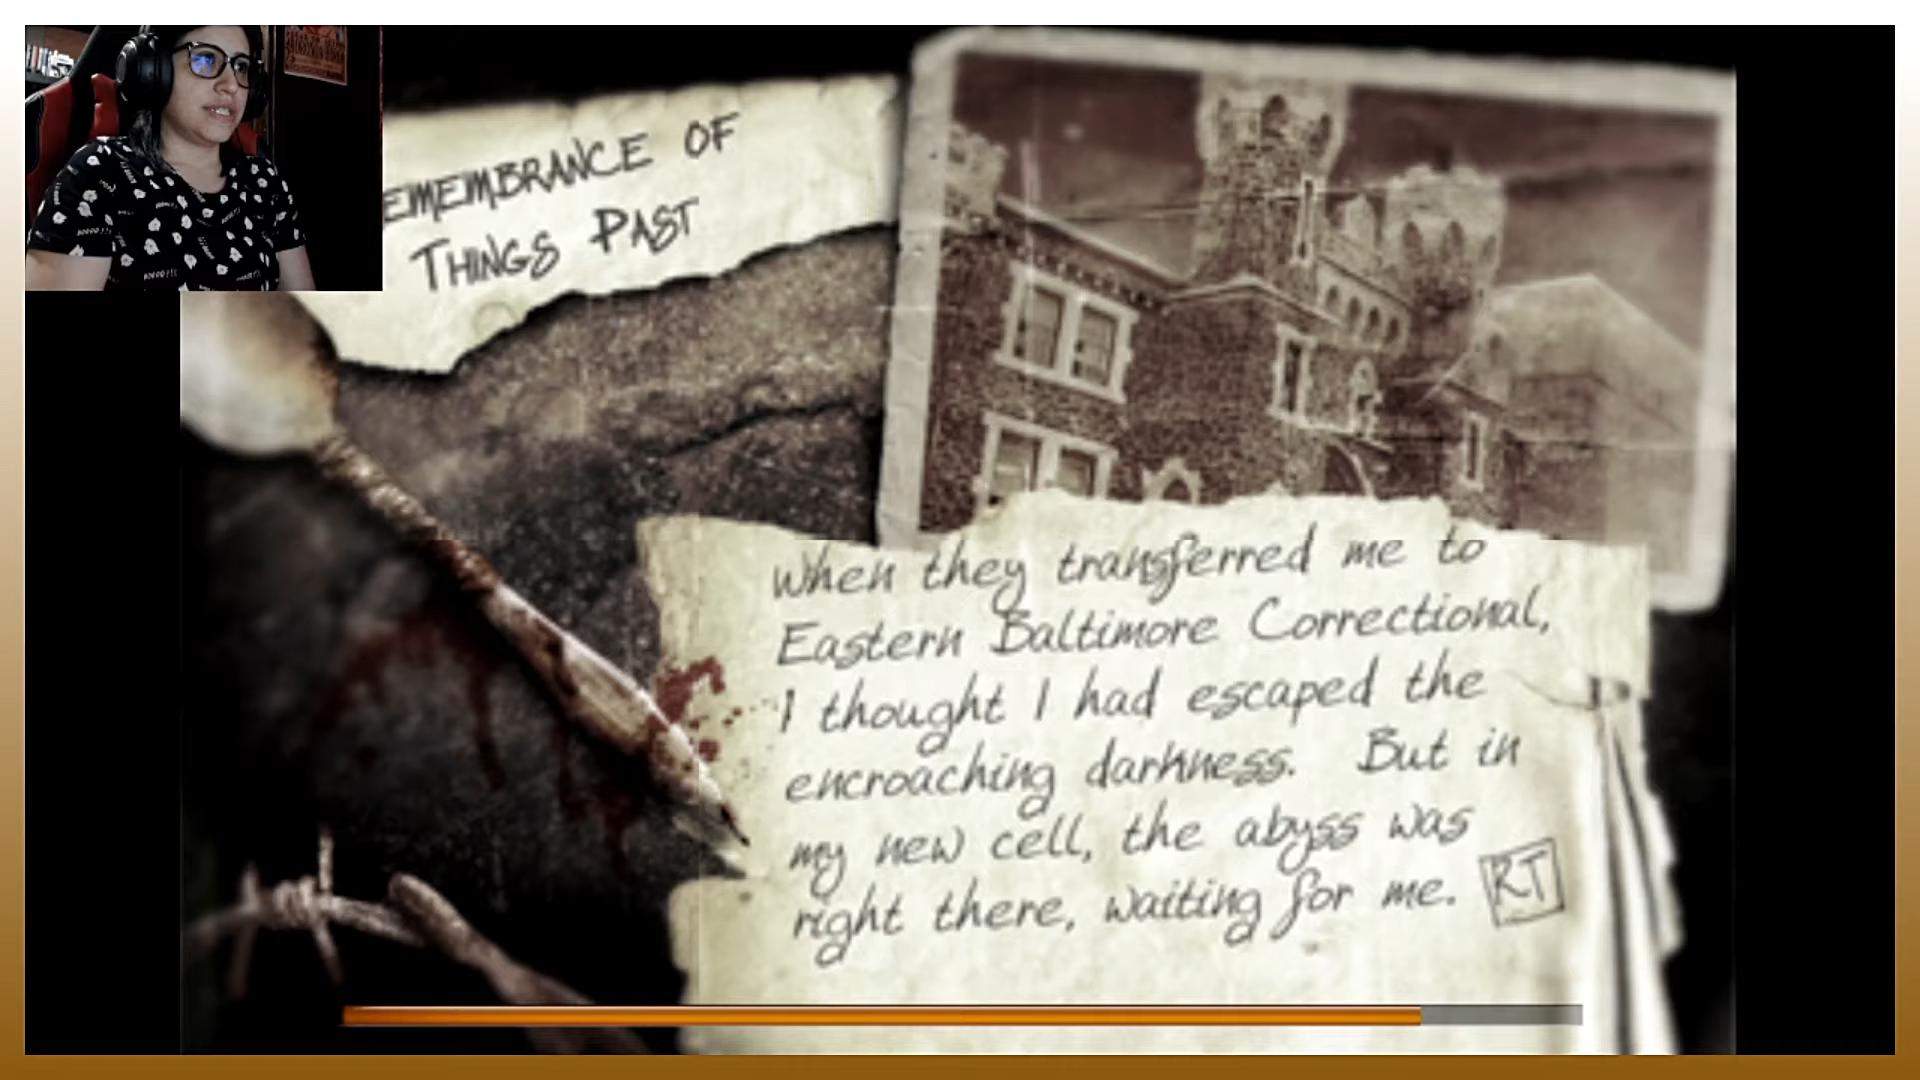 EMEMBRANCE OF
THINGS PAST
When they transferred me to
Eastern Baltimore Correctional,
I thought I had escaped the
encroaching darkness. But in
my new cell, the abyss was
right there, waiting for me.
RT